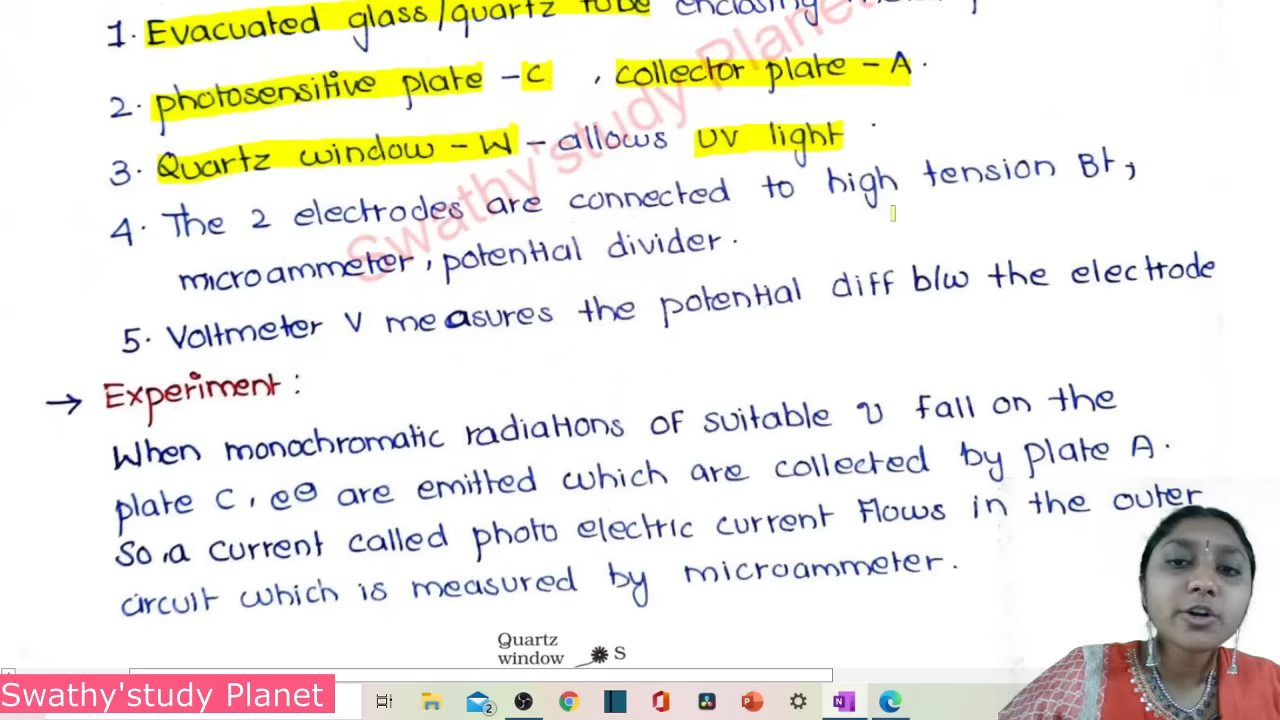 1. Evacuated glass/quartz tube enclosing
2. photosensitive plate - C , collector plate - A.
3. Quartz window - W - allows UV light
4. The 2 electrodes are connected to high tension Bt,
microammeter, potential divider.
5. Voltmeter V measures the potential diff b/w the electrode
→ Experiment:
When monochromatic radiations of suitable υ fall on the
plate C, e⊖ are emitted which are collected by plate A.
So, a current called photo electric current flows in the outer
circuit which is measured by microammeter.
Quartz
window
S
Swathy'study Planet
Swathy'study Planet
2